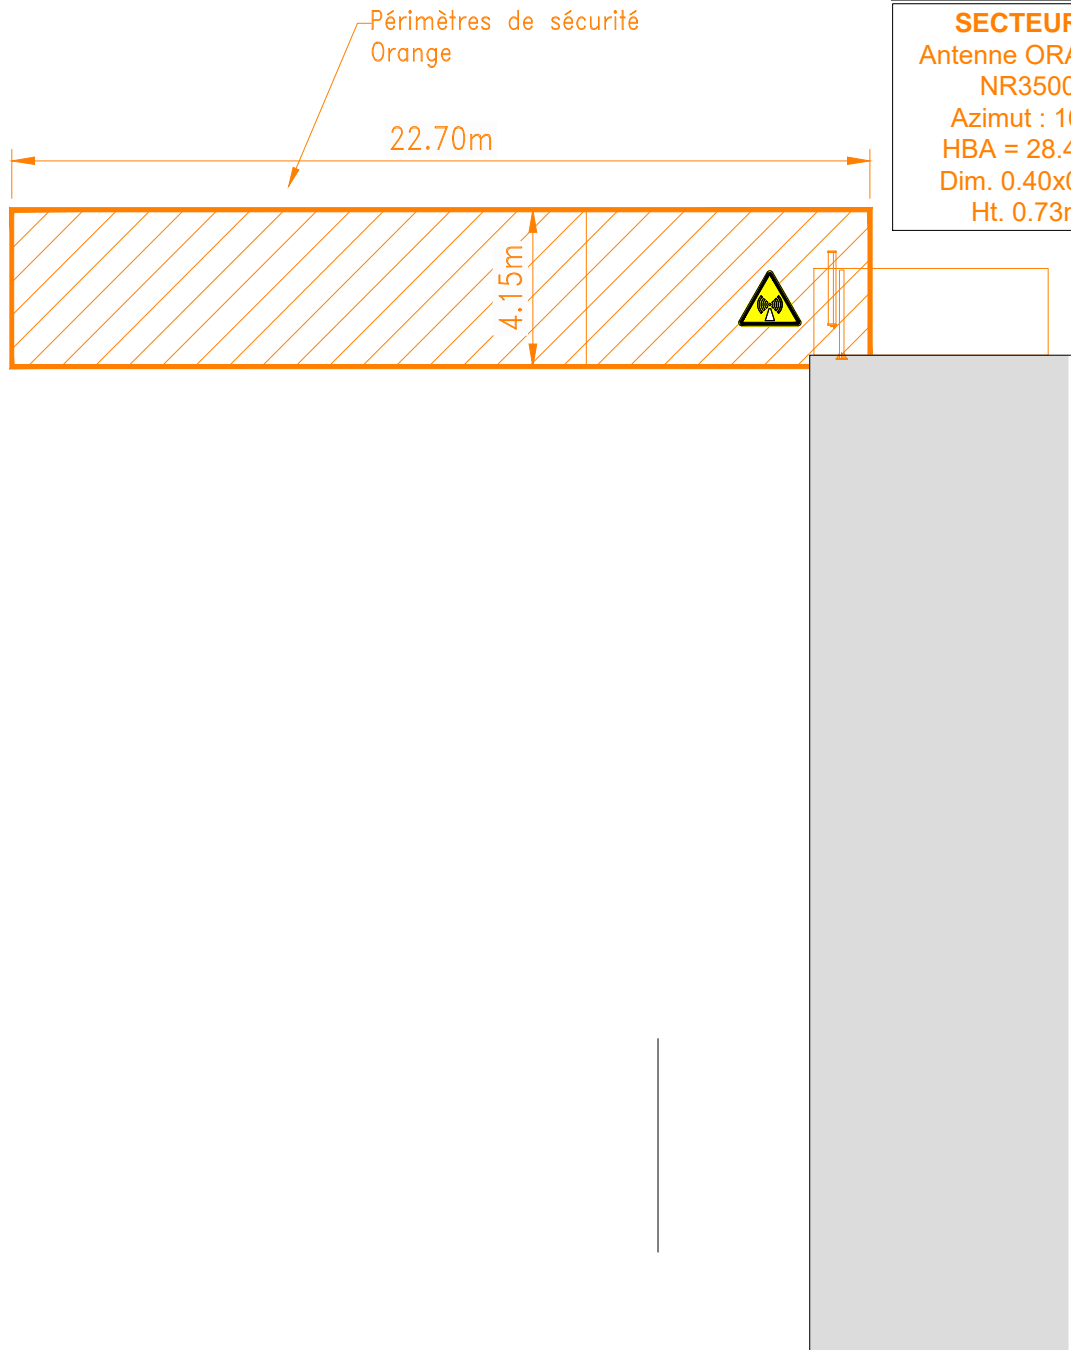 Périmètres de sécurité
Orange
22.70m
4.15m
SECTEUR
Antenne ORA
NR3500
Azimut : 1
HBA = 28.4
Dim. 0.40x
Ht. 0.73